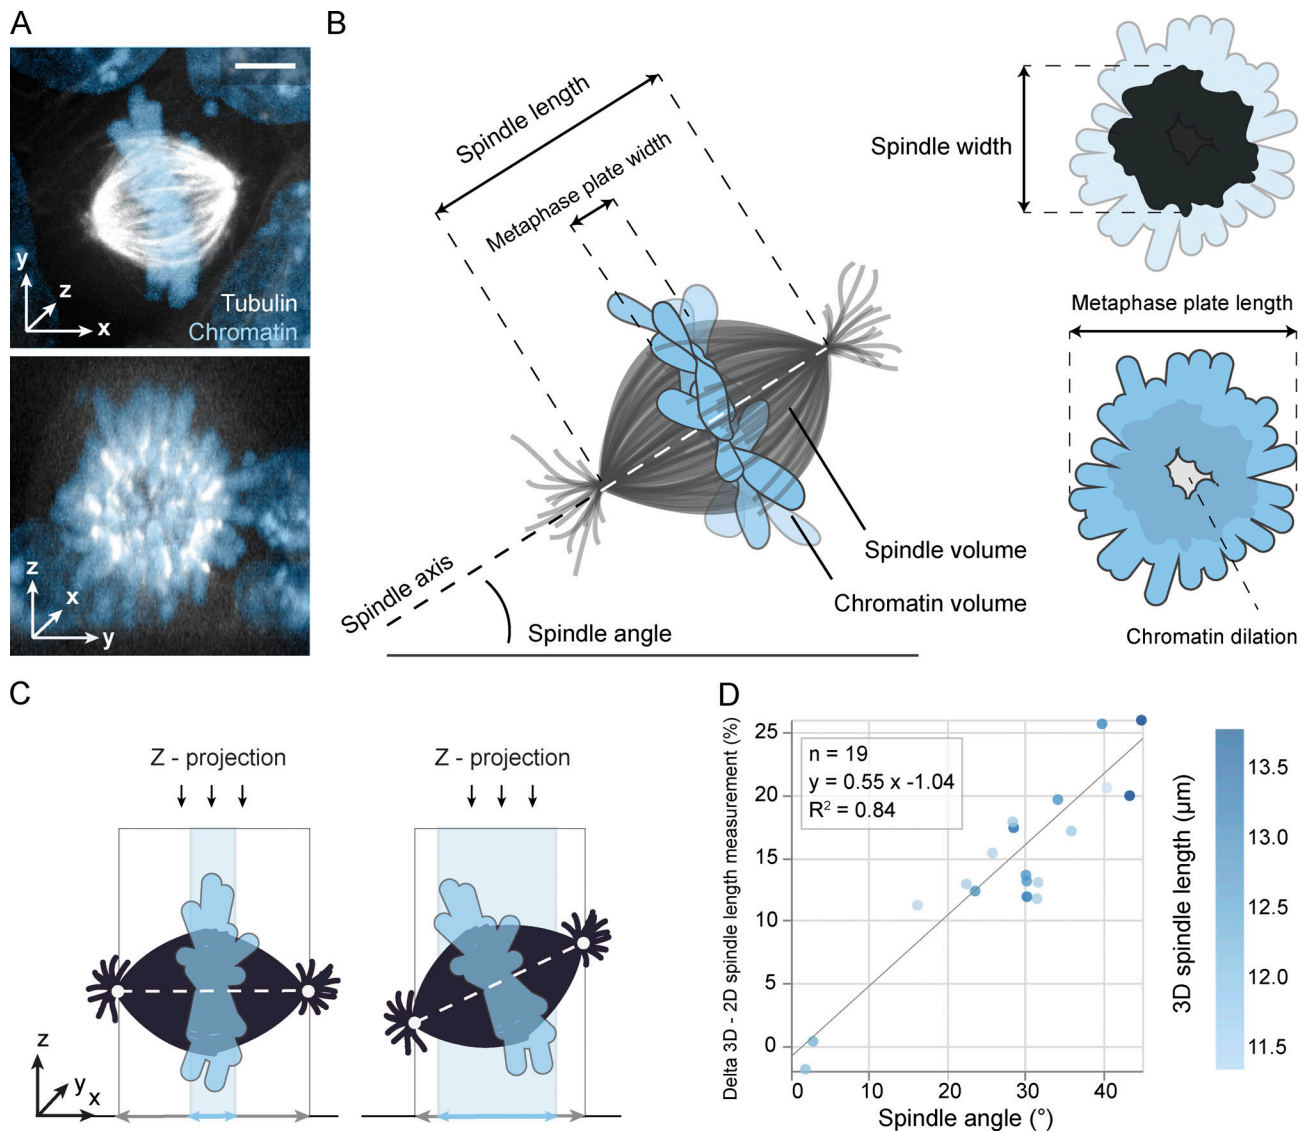 A
y
z
x
Tubulin
Chromatin
z
x
y
B
Spindle length
Metaphase plate width
Spindle axis
Spindle angle
Spindle volume
Chromatin volume
Spindle width
Metaphase plate length
Chromatin dilation
C
Z - projection
Z - projection
z
y
x
D
Delta 3D - 2D spindle length measurement (%)
25
20
15
10
5
0
n = 19
y = 0.55 x -1.04
R² = 0.84
0
10
20
30
40
Spindle angle (°)
3D spindle length (µm)
13.5
13.0
12.5
12.0
11.5